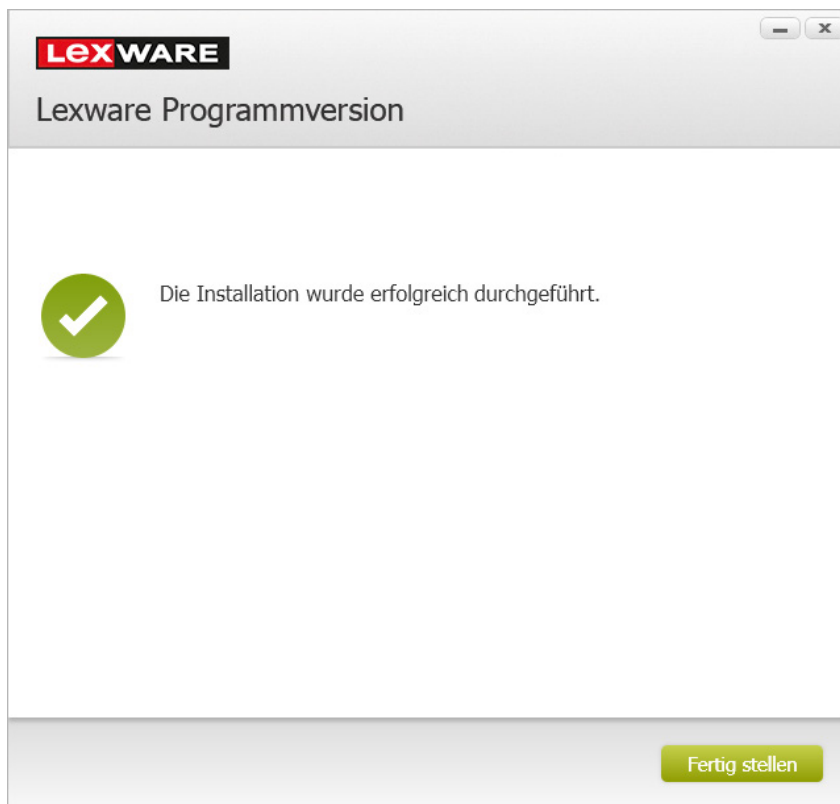 LEXWARE
Lexware Programmversion
Die Installation wurde erfolgreich durchgeführt.
Fertig stellen